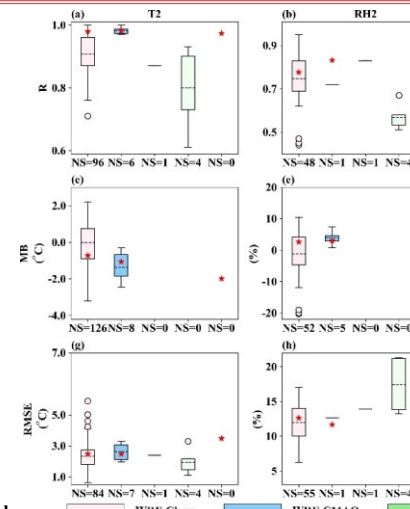 (a) T2
(b) RH2
1.0
0.8
0.6
R
NS=96 NS=6 NS=1 NS=4 NS=0
0.9
0.7
0.5
NS=48 NS=1 NS=1 NS=4
(c)
2.0
0.0
-2.0
-4.0
MB
(°C)
NS=126 NS=8 NS=0 NS=4 NS=0
(e)
20
10
0
-10
-20
(%)
NS=52 NS=5 NS=0 NS=0
(g)
7.0
5.0
3.0
1.0
RMSE
(°C)
NS=84 NS=7 NS=1 NS=4 NS=0
(h)
20
15
10
5
(%)
NS=55 NS=1 NS=1 NS=4